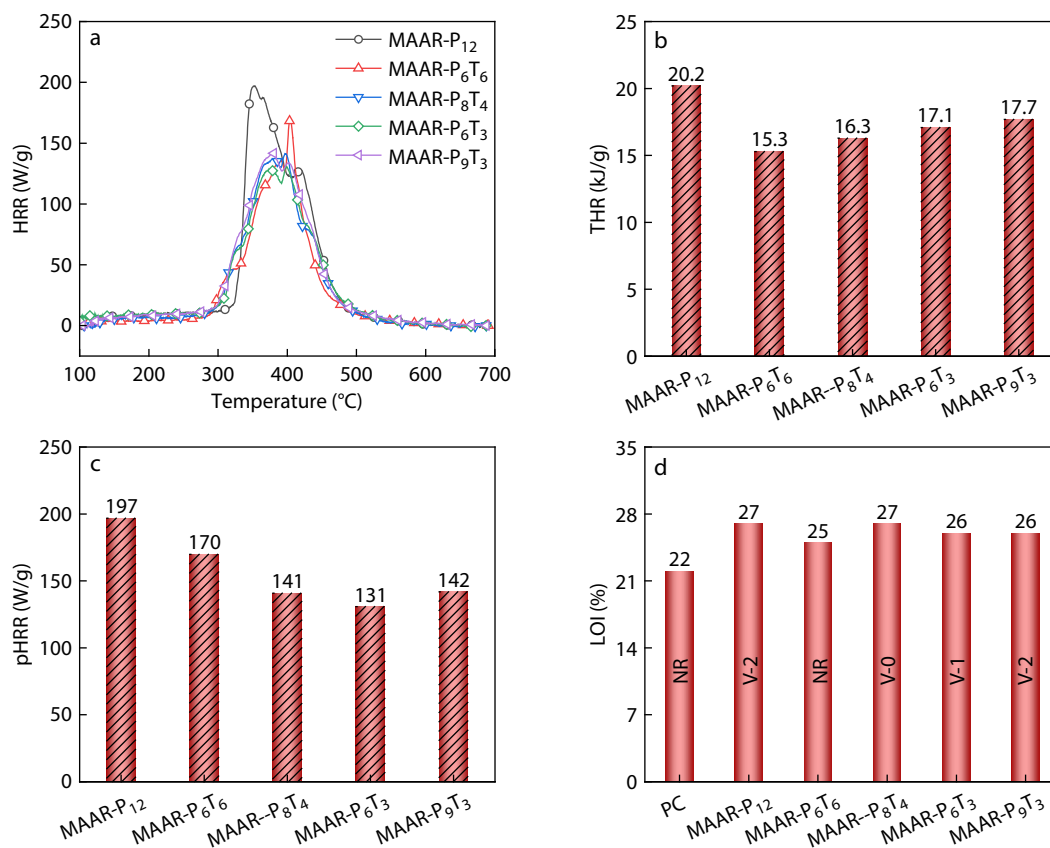 a
HRR (W/g)
250
200
150
100
50
0
100 200 300 400 500 600 700
Temperature (°C)
MAAR-P₁₂
MAAR-P₆T₆
MAAR-P₈T₄
MAAR-P₆T₃
MAAR-P₉T₃
b
THR (kJ/g)
25
20
15
10
5
0
20.2
15.3
16.3
17.1
17.7
MAAR-P₁₂
MAAR-P₆T₆
MAAR--P₈T₄
MAAR-P₆T₃
MAAR-P₉T₃
c
pHRR (W/g)
250
200
150
100
50
0
197
170
141
131
142
MAAR-P₁₂
MAAR-P₆T₆
MAAR--P₈T₄
MAAR-P₆T₃
MAAR-P₉T₃
d
LOI (%)
35
28
21
14
7
0
22
27
25
27
26
26
NR
V-2
NR
V-0
V-1
V-2
PC
MAAR-P₁₂
MAAR-P₆T₆
MAAR--P₈T₄
MAAR-P₆T₃
MAAR-P₉T₃